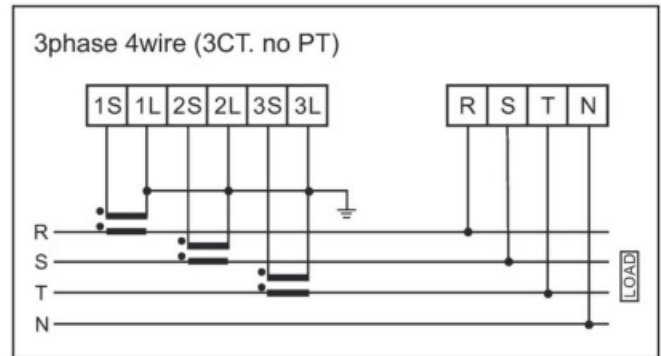 3phase 4wire (3CT. no PT)
1S 1L 2S 2L 3S 3L R S T N
R
S
T
N
LOAD